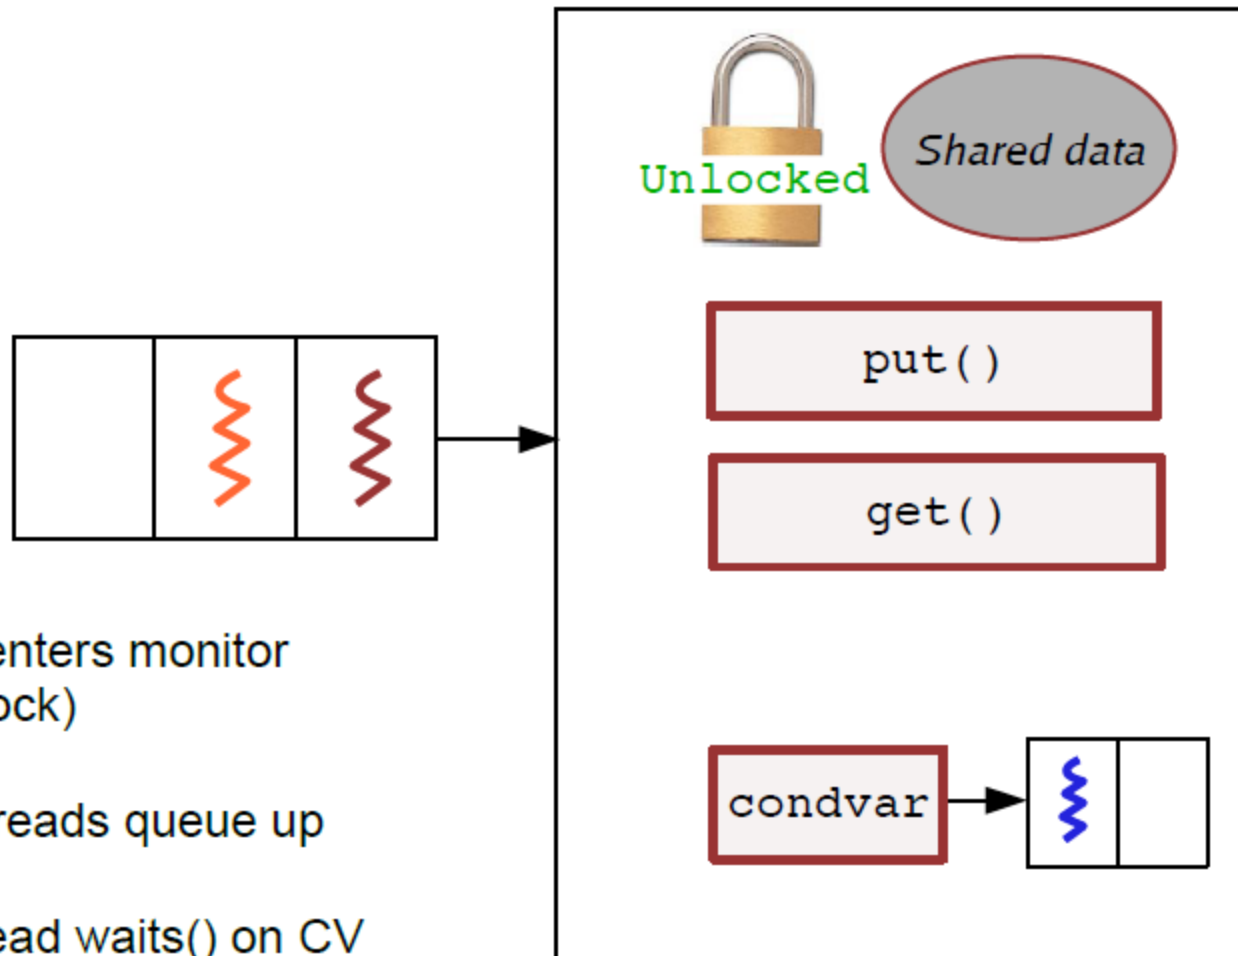 Unlocked
Shared data
put()
get()
enters monitor
ock)
reads queue up
ead waits() on CV
condvar